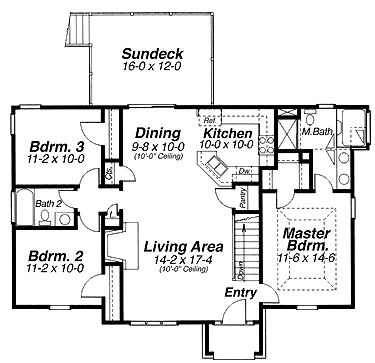 Sundeck
16-0 x 12-0
Ref.
Dining
9-8 x 10-0
(10'-0" Ceiling)
Kitchen
10-0 x 10-0
M.Bath
Bdrm. 3
11-2 x 10-0
Clts.
Dw.
Pantry
Bath 2
Bdrm. 2
11-2 x 10-0
Living Area
14-2 x 17-4
(10'-0" Ceiling)
Down
Master
Bdrm.
11-6 x 14-6
Entry